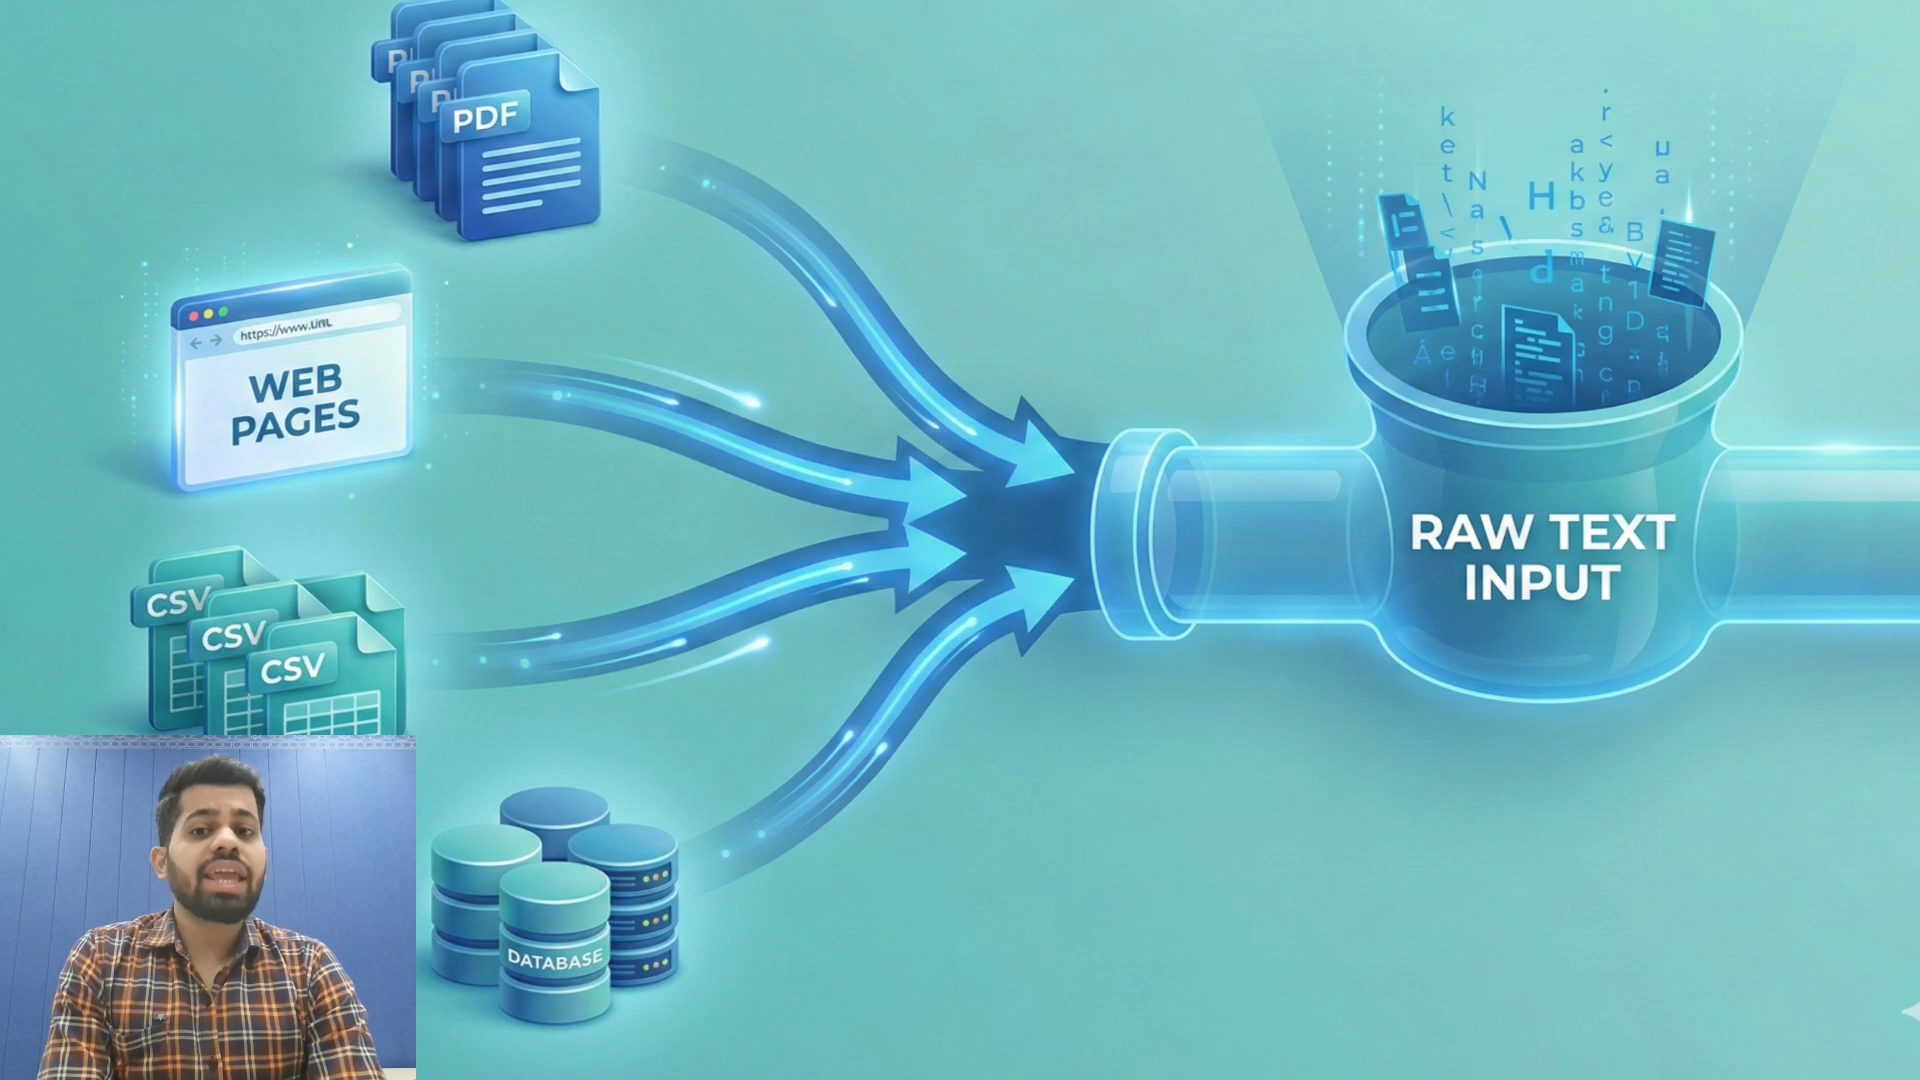 PDF
https://www.URL
WEB
PAGES
CSV
CSV
CSV
DATABASE
RAW TEXT
INPUT